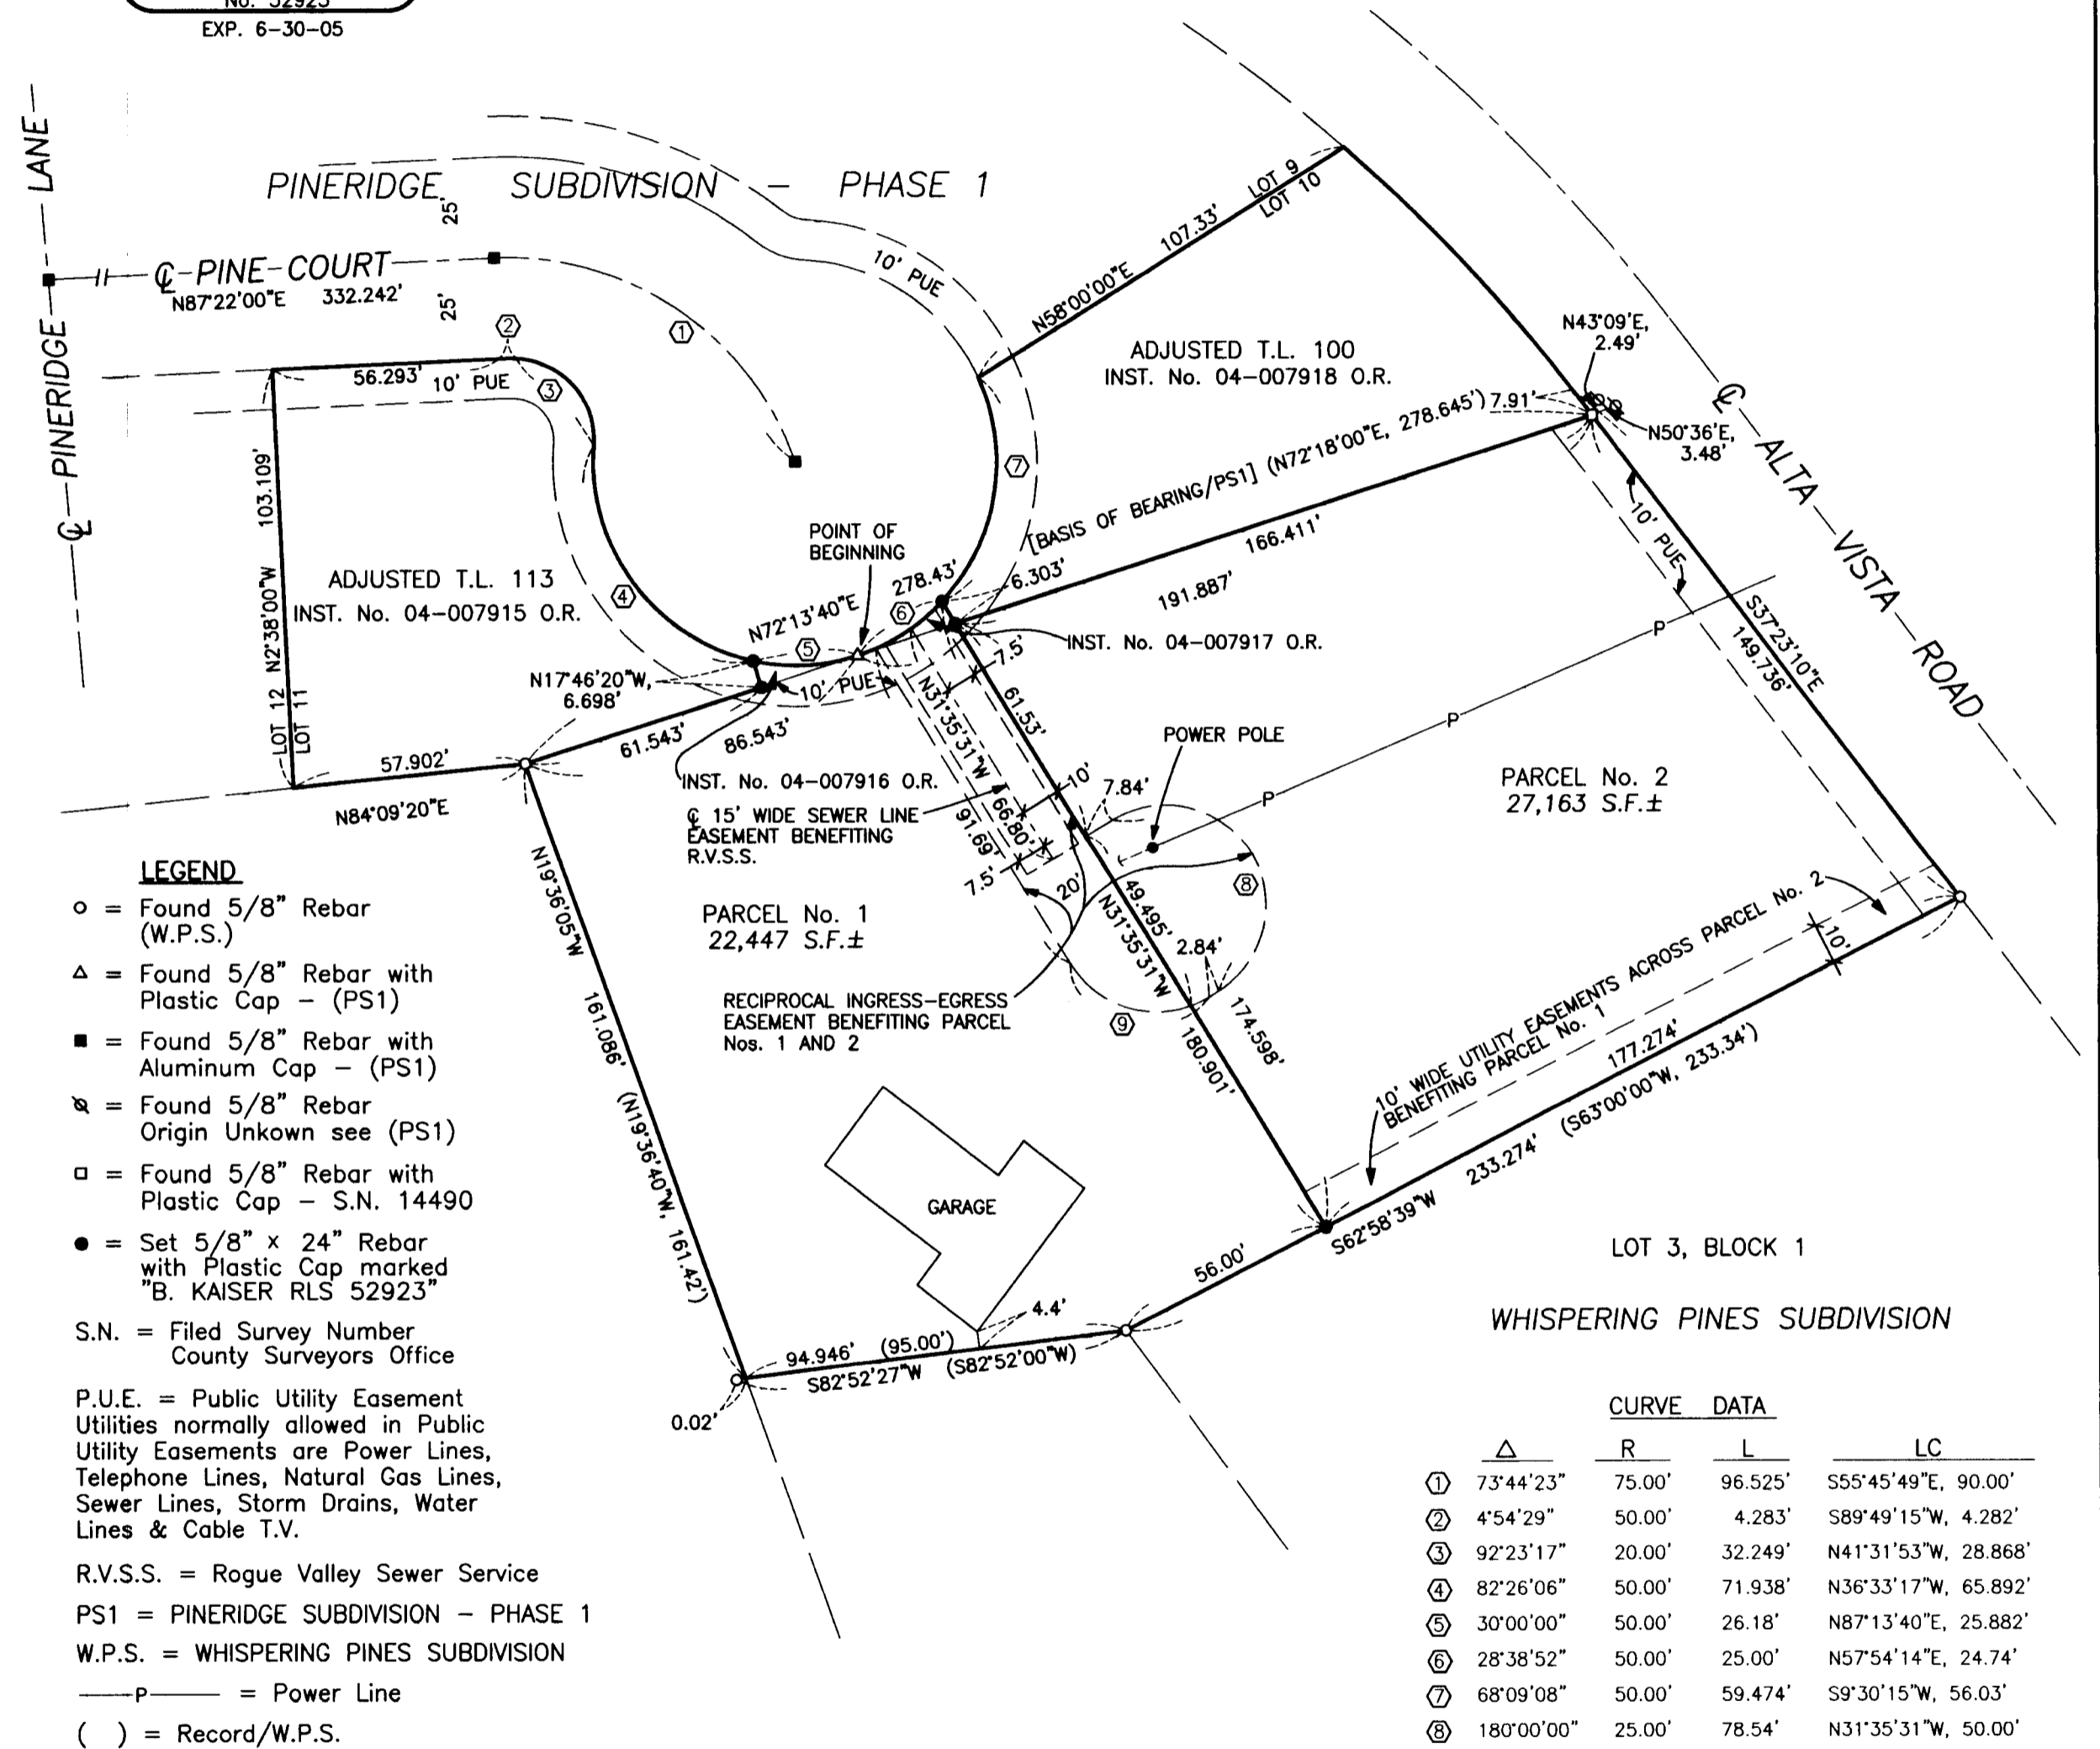 No. 52923
EXP. 6-30-05
PINERIDGE LANE
PINERIDGE SUBDIVISION - PHASE 1
25'
℄ PINE COURT
N87°22'00"E 332.242'
25'
10' PUE
①
②
③
④
⑤
⑥
⑦
⑧
⑨
56.293'
10' PUE
103.109'
N2°38'00"W
LOT 12
LOT 11
ADJUSTED T.L. 113
INST. No. 04-007915 O.R.
57.902'
N84°09'20"E
107.33'
N58°00'00"E
LOT 9
LOT 10
ADJUSTED T.L. 100
INST. No. 04-007918 O.R.
N43°09'E,
2.49'
N50°36'E,
3.48'
7.91'
[BASIS OF BEARING/PS1] (N72°18'00"E, 278.645')
166.411'
191.887'
6.303'
278.43'
N72°13'40"E
POINT OF
BEGINNING
INST. No. 04-007917 O.R.
N17°46'20"W,
6.698'
10' PUE
61.543'
86.543'
INST. No. 04-007916 O.R.
℄ 15' WIDE SEWER LINE
EASEMENT BENEFITING
R.V.S.S.
7.5'
61.53'
N31°35'31"W
66.80'
91.69'
7.5'
10'
7.84'
20'
POWER POLE
P
P
P
10' PUE
℄ ALTA VISTA ROAD
S37°23'10"E
149.736'
PARCEL No. 2
27,163 S.F.±
PARCEL No. 1
22,447 S.F.±
49.495'
N31°35'31"W
2.84'
174.598'
180.901'
RECIPROCAL INGRESS-EGRESS
EASEMENT BENEFITING PARCEL
Nos. 1 AND 2
10' WIDE UTILITY EASEMENTS ACROSS PARCEL No. 2
BENEFITING PARCEL No. 1
10'
177.274'
233.274' (S63°00'00"W, 233.34')
S62°58'39"W
N19°36'05"W
161.086' (N19°36'40"W, 161.42')
GARAGE
4.4'
56.00'
94.946' (95.00')
S82°52'27"W (S82°52'00"W)
0.02'
LOT 3, BLOCK 1
WHISPERING PINES SUBDIVISION
LEGEND
○ = Found 5/8" Rebar
(W.P.S.)
△ = Found 5/8" Rebar with
Plastic Cap - (PS1)
■ = Found 5/8" Rebar with
Aluminum Cap - (PS1)
= Found 5/8" Rebar
Origin Unkown see (PS1)
□ = Found 5/8" Rebar with
Plastic Cap - S.N. 14490
● = Set 5/8" x 24" Rebar
with Plastic Cap marked
"B. KAISER RLS 52923"
S.N. = Filed Survey Number
County Surveyors Office
P.U.E. = Public Utility Easement
Utilities normally allowed in Public
Utility Easements are Power Lines,
Telephone Lines, Natural Gas Lines,
Sewer Lines, Storm Drains, Water
Lines & Cable T.V.
R.V.S.S. = Rogue Valley Sewer Service
PS1 = PINERIDGE SUBDIVISION - PHASE 1
W.P.S. = WHISPERING PINES SUBDIVISION
P = Power Line
( ) = Record/W.P.S.
CURVE DATA
△ R L LC
① 73°44'23" 75.00' 96.525' S55°45'49"E, 90.00'
② 4°54'29" 50.00' 4.283' S89°49'15"W, 4.282'
③ 92°23'17" 20.00' 32.249' N41°31'53"W, 28.868'
④ 82°26'06" 50.00' 71.938' N36°33'17"W, 65.892'
⑤ 30°00'00" 50.00' 26.18' N87°13'40"E, 25.882'
⑥ 28°38'52" 50.00' 25.00' N57°54'14"E, 24.74'
⑦ 68°09'08" 50.00' 59.474' S9°30'15"W, 56.03'
⑧ 180°00'00" 25.00' 78.54' N31°35'31"W, 50.00'